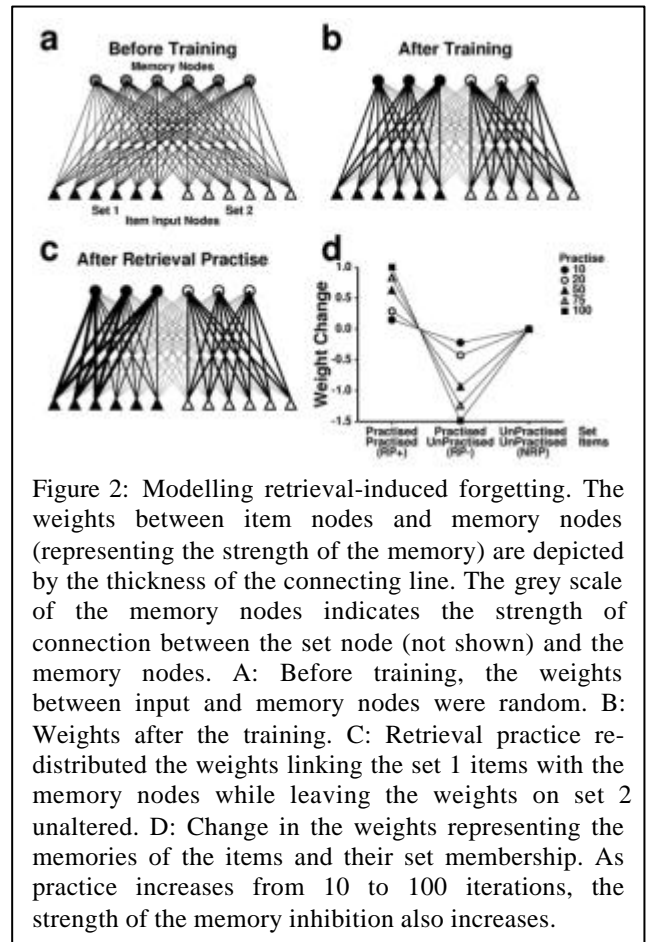 a
Before Training
Memory Nodes
Set 1
Set 2
Item Input Nodes
b
After Training
c
After Retrieval Practise
d
Practise
10
20
50
75
100
1.0
0.5
0.0
-0.5
-1.0
-1.5
Weight Change
Practised UnPractised UnPractised Set
Practised UnPractised UnPractised Items
(RP+) (RP-) (NRP)
Figure 2: Modelling retrieval-induced forgetting. The
weights between item nodes and memory nodes
(representing the strength of the memory) are depicted
by the thickness of the connecting line. The grey scale
of the memory nodes indicates the strength of
connection between the set node (not shown) and the
memory nodes. A: Before training, the weights
between input and memory nodes were random. B:
Weights after the training. C: Retrieval practice re-
distributed the weights linking the set 1 items with the
memory nodes while leaving the weights on set 2
unaltered. D: Change in the weights representing the
memories of the items and their set membership. As
practice increases from 10 to 100 iterations, the
strength of the memory inhibition also increases.